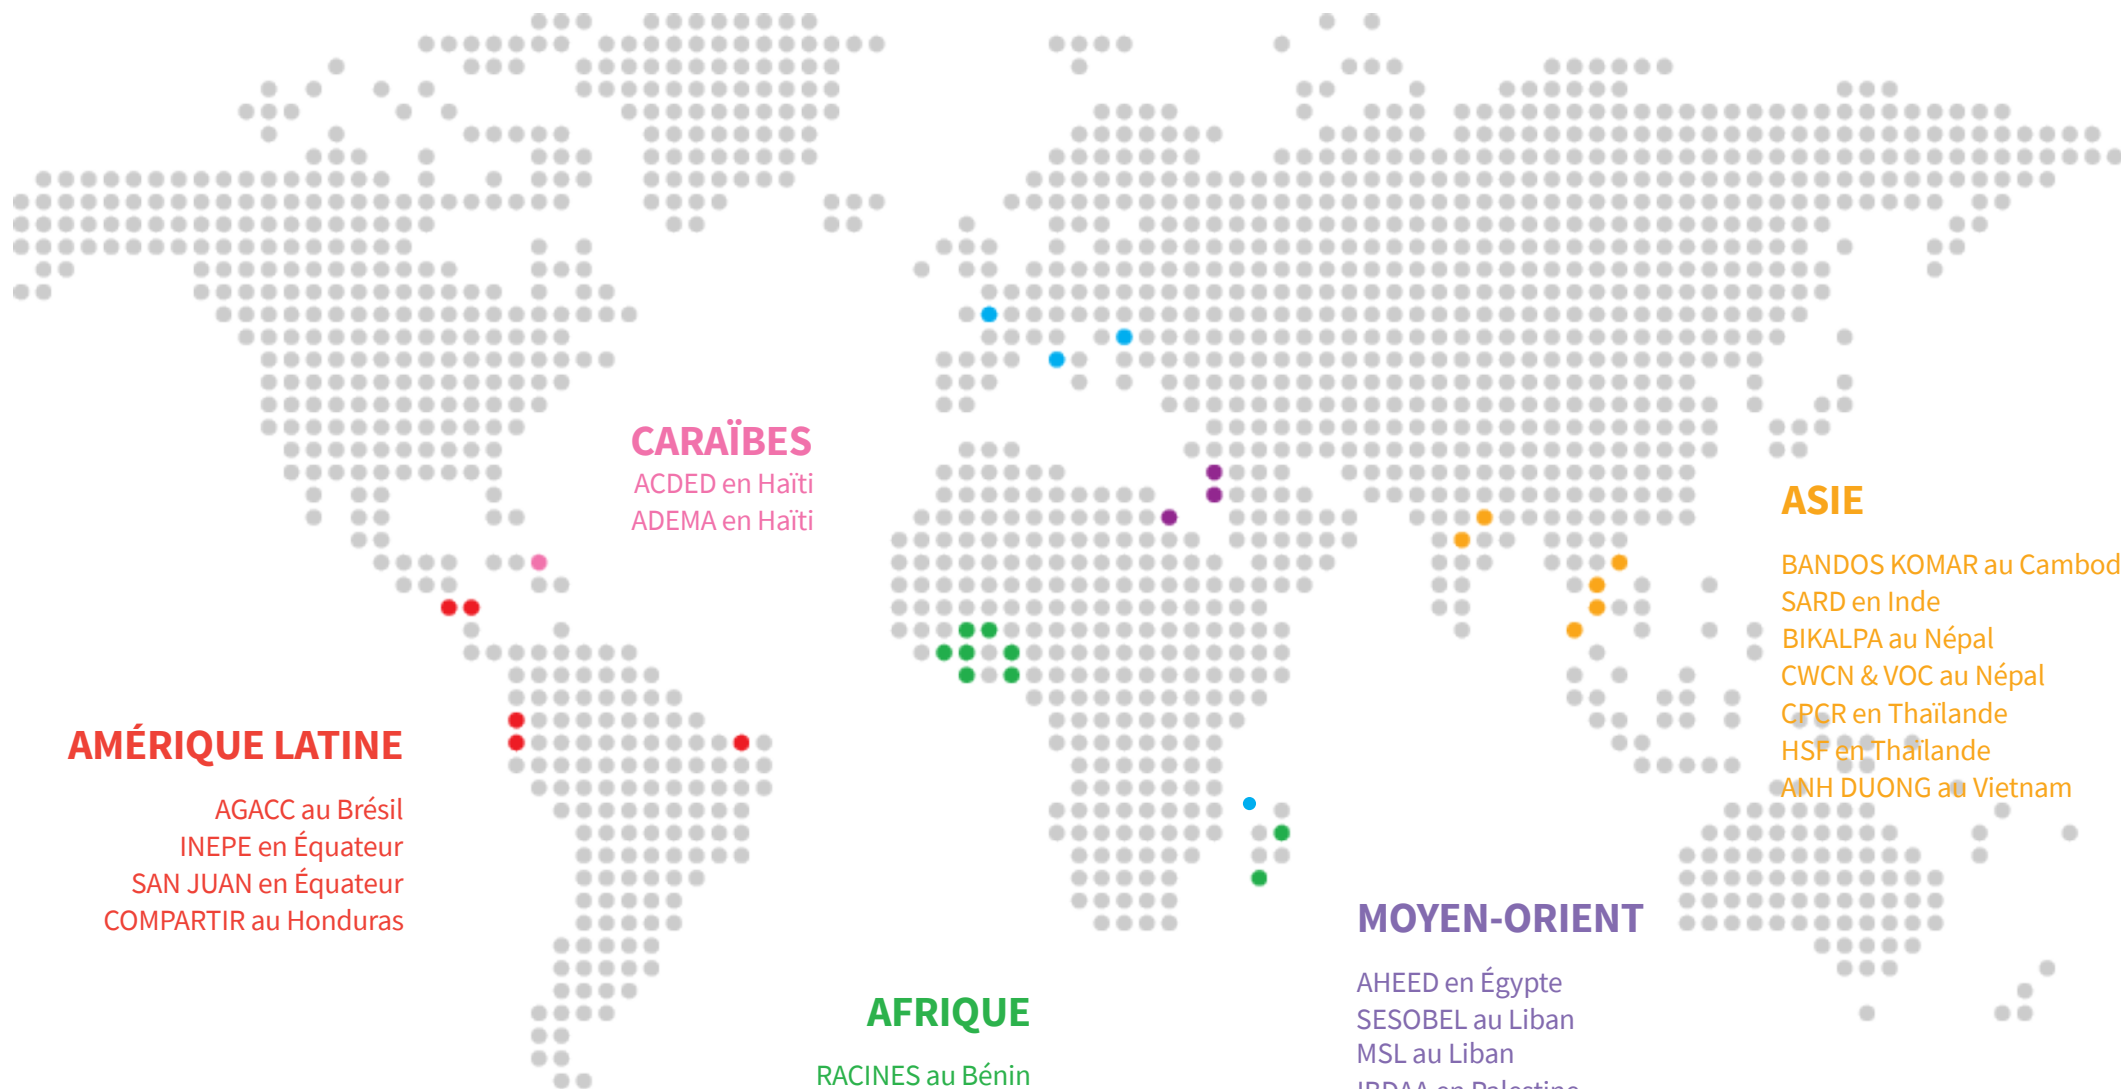 CARAÏBES
ACDED en Haïti
ADEMA en Haïti
ASIE
BANDOS KOMAR au Cambod
SARD en Inde
BIKALPA au Népal
CWCN & VOC au Népal
CPCR en Thaïlande
HSF en Thaïlande
ANH DUONG au Vietnam
AMÉRIQUE LATINE
AGACC au Brésil
INEPE en Équateur
SAN JUAN en Équateur
COMPARTIR au Honduras
MOYEN-ORIENT
AHEED en Égypte
SESOBEL au Liban
MSL au Liban
IBDAA en Palestine
AFRIQUE
RACINES au Bénin